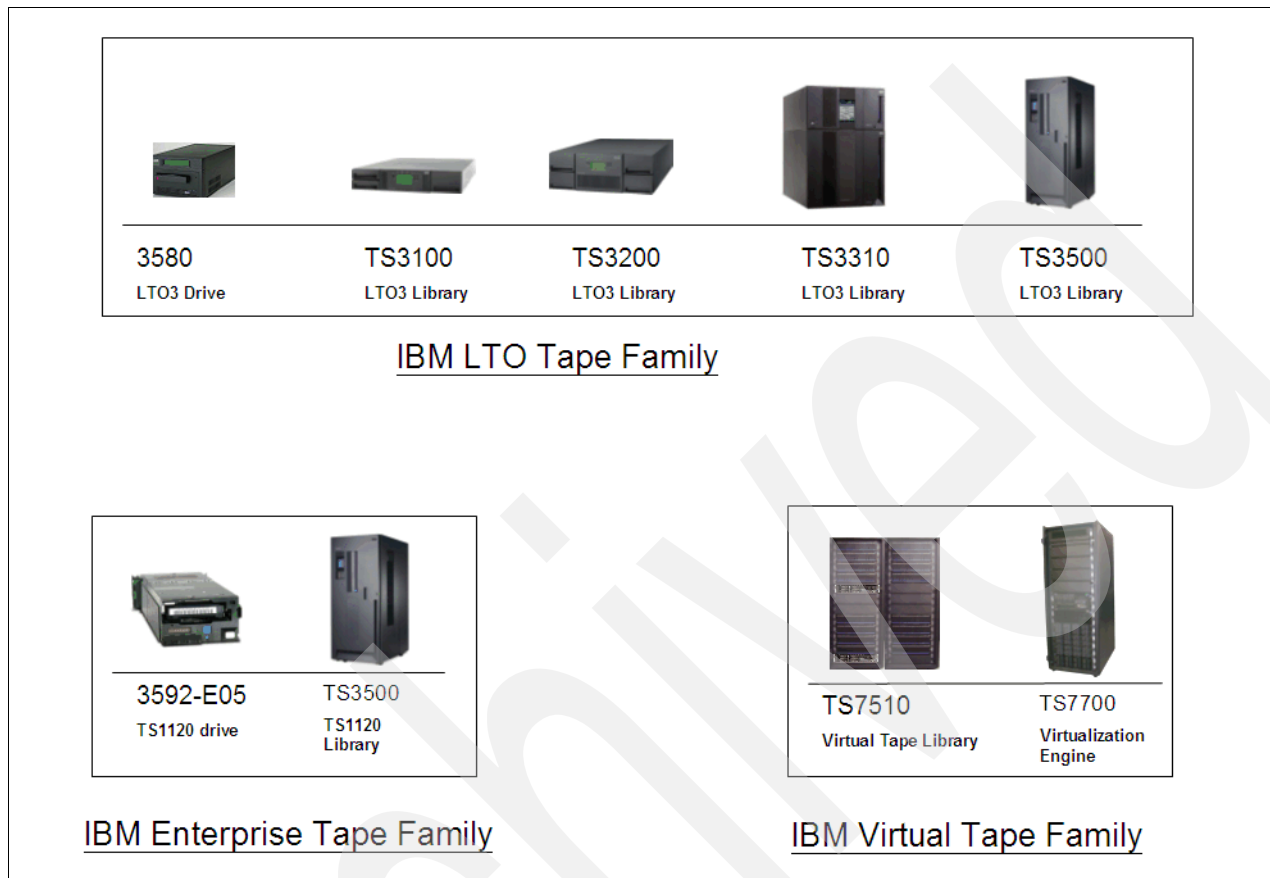 3580
LTO3 Drive
TS3100
LTO3 Library
TS3200
LTO3 Library
TS3310
LTO3 Library
TS3500
LTO3 Library
IBM LTO Tape Family
3592-E05
TS1120 drive
TS3500
TS1120
Library
IBM Enterprise Tape Family
TS7510
Virtual Tape Library
TS7700
Virtualization
Engine
IBM Virtual Tape Family
hived